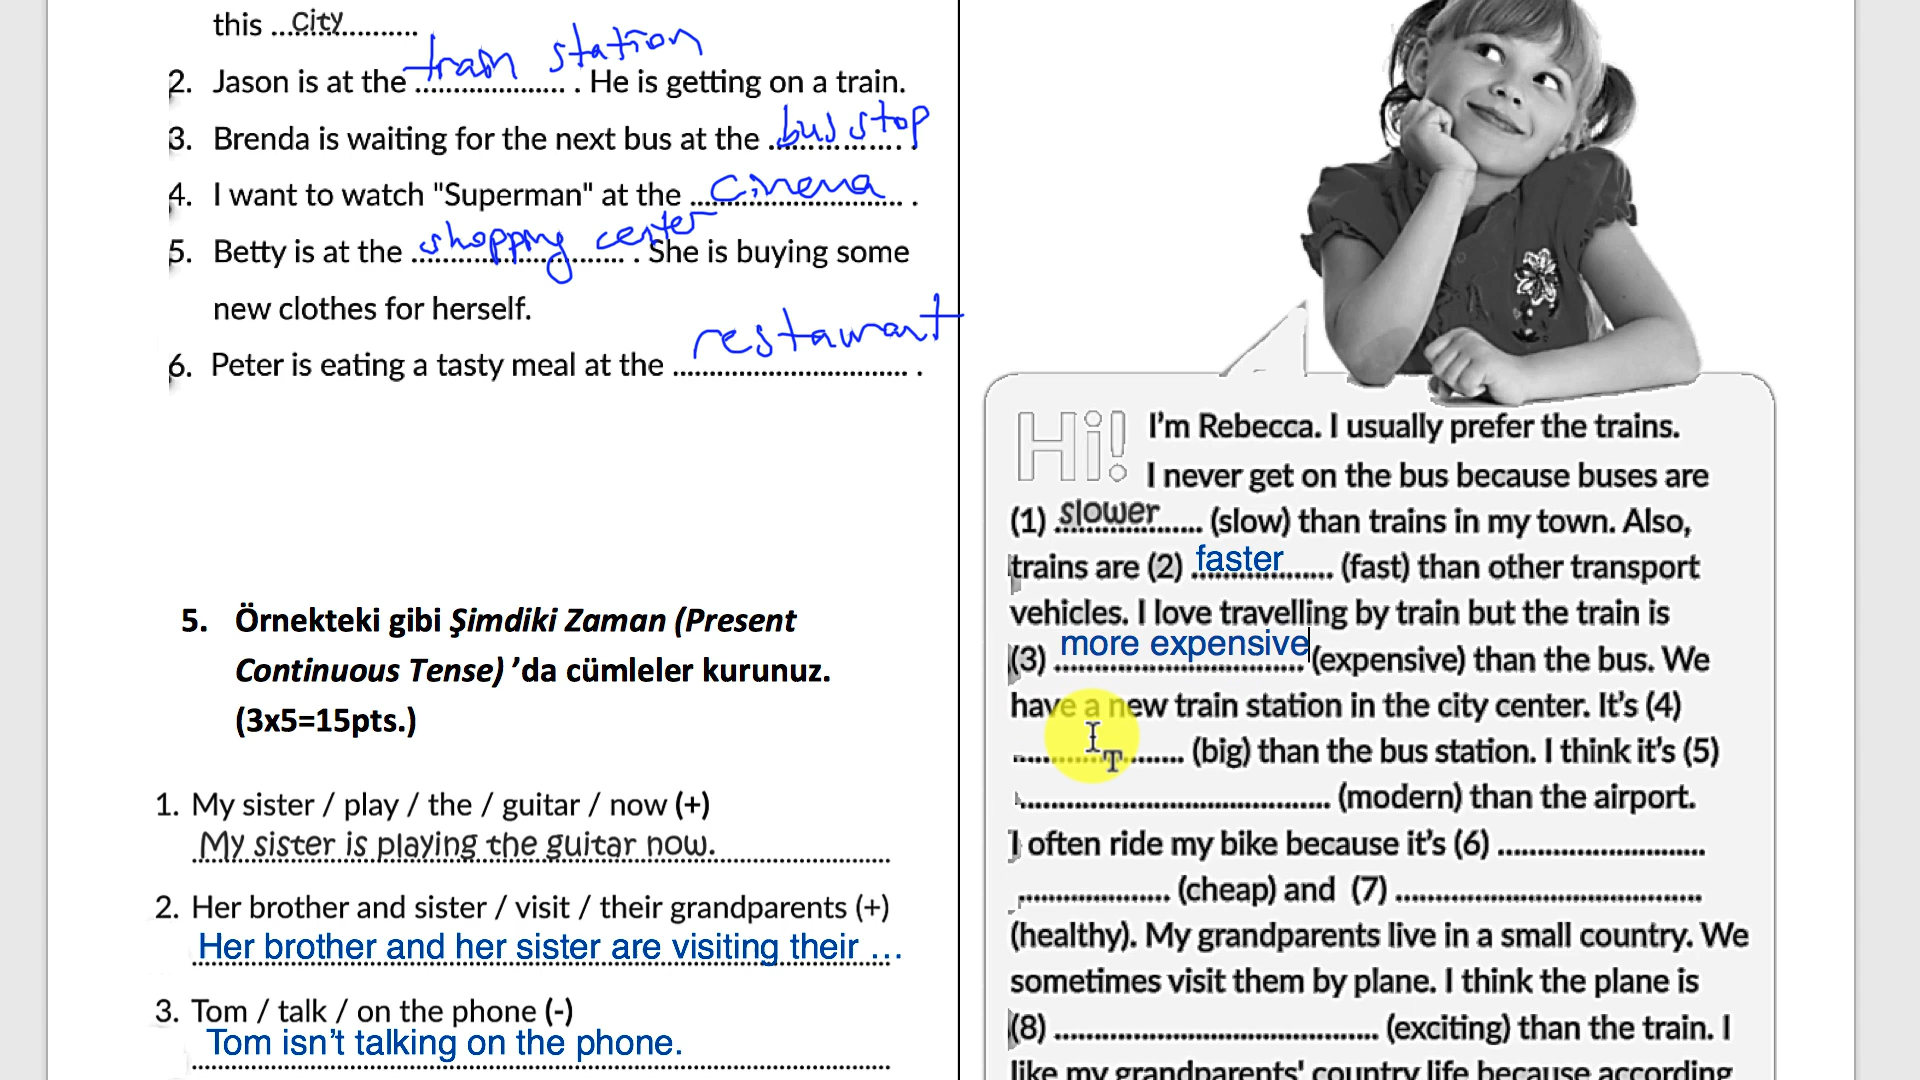 this ...City............
train station
2. Jason is at the .................... . He is getting on a train.
bus stop
3. Brenda is waiting for the next bus at the .................. .
4. I want to watch "Superman" at the ... cinema ... .
shopping center
5. Betty is at the ............................ . She is buying some
new clothes for herself.
restaurant
6. Peter is eating a tasty meal at the ................................ .
5. Örnekteki gibi Şimdiki Zaman (Present
Continuous Tense) ’da cümleler kurunuz.
(3x5=15pts.)
1. My sister / play / the / guitar / now (+)
My sister is playing the guitar now.
2. Her brother and sister / visit / their grandparents (+)
Her brother and her sister are visiting their …
3. Tom / talk / on the phone (-)
Tom isn’t talking on the phone.
Hi! I’m Rebecca. I usually prefer the trains.
I never get on the bus because buses are
(1) slower (slow) than trains in my town. Also,
trains are (2) faster (fast) than other transport
vehicles. I love travelling by train but the train is
(3) more expensive (expensive) than the bus. We
have a new train station in the city center. It’s (4)
...................... (big) than the bus station. I think it’s (5)
.......................................... (modern) than the airport.
I often ride my bike because it’s (6) ............................
.................... (cheap) and (7) .........................................
(healthy). My grandparents live in a small country. We
sometimes visit them by plane. I think the plane is
(8) ........................................... (exciting) than the train. I
like my grandparents' country life because according